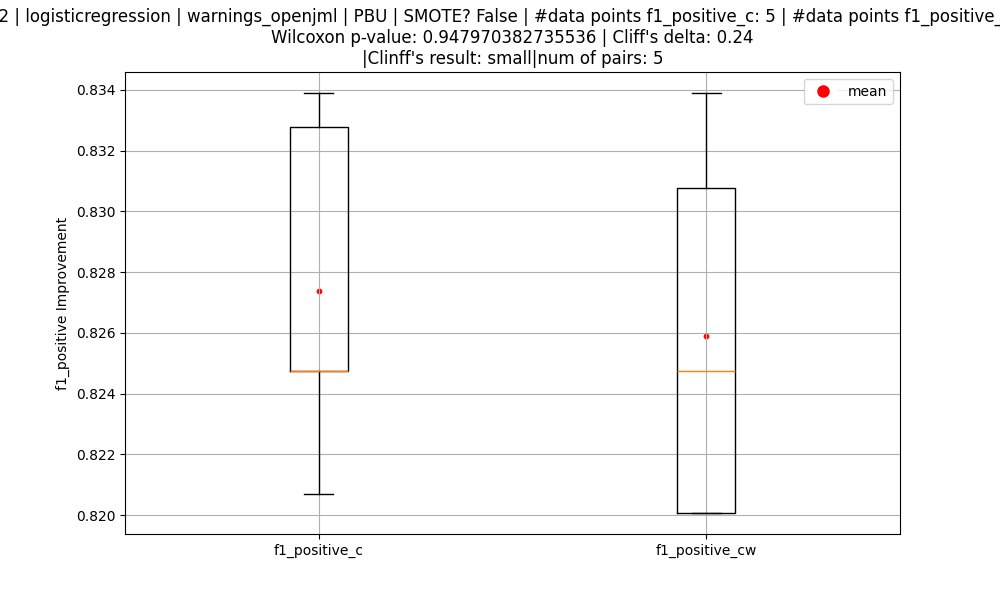 2 | logisticregression | warnings_openjml | PBU | SMOTE? False | #data points f1_positive_c: 5 | #data points f1_positive_
Wilcoxon p-value: 0.947970382735536 | Cliff's delta: 0.24
|Clinff's result: small|num of pairs: 5
mean
0.834
0.832
0.830
0.828
0.826
0.824
0.822
0.820
f1_positive Improvement
f1_positive_c
f1_positive_cw